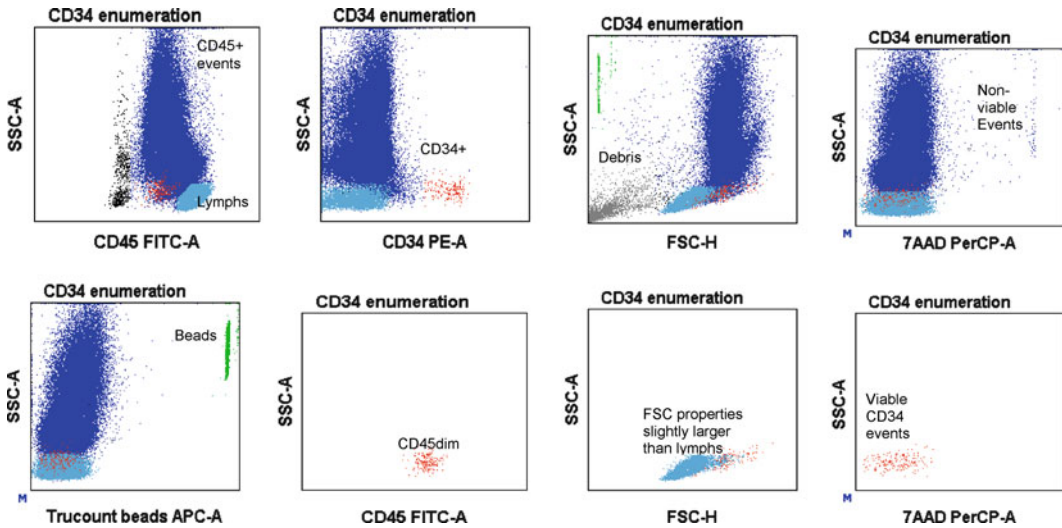 CD34 enumeration
CD45+
events
Lymphs
SSC-A
CD45 FITC-A
CD34 enumeration
CD34+
SSC-A
CD34 PE-A
CD34 enumeration
Debris
SSC-A
FSC-H
CD34 enumeration
Non-
viable
Events
SSC-A
M
7AAD PerCP-A
CD34 enumeration
Beads
SSC-A
M
Trucount beads APC-A
CD34 enumeration
CD45dim
SSC-A
CD45 FITC-A
CD34 enumeration
FSC properties
slightly larger
than lymphs
SSC-A
FSC-H
CD34 enumeration
Viable
CD34
events
SSC-A
M
7AAD PerCP-A